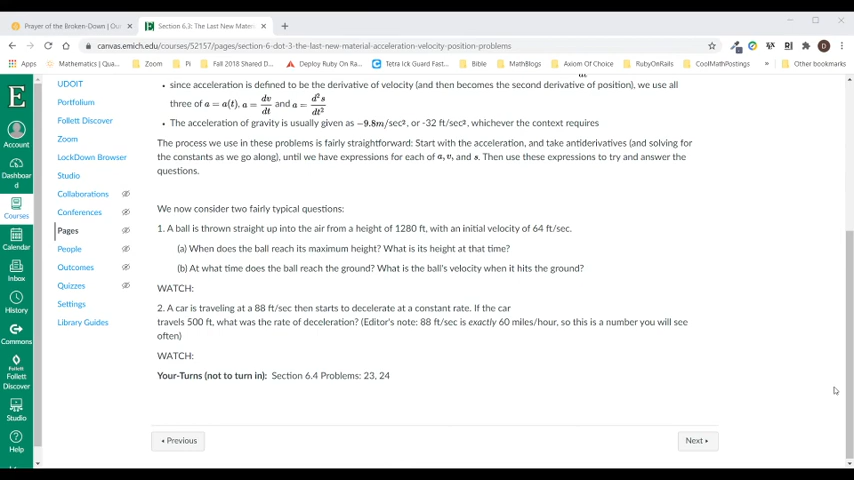 Prayer of the Broken-Down | Ou
Section 6.3: The Last New Mater
canvas.emich.edu/courses/52157/pages/section-6-dot-3-the-last-new-material-acceleration-velocity-position-problems
Apps Mathematics | Qua... Zoom Pi Fall 2018 Shared D... Deploy Ruby On Ra... Tetra Ick Guard Fast... Bible MathBlogs Axiom Of Choice RubyOnRails CoolMathPostings » Other bookmarks
E
Account
Dashboar
d
Courses
Calendar
Inbox
History
Commons
Follett
Discover
Studio
Help
UDOIT
Portfolium
Follett Discover
Zoom
LockDown Browser
Studio
Collaborations
Conferences
Pages
People
Outcomes
Quizzes
Settings
Library Guides
dt
• since acceleration is defined to be the derivative of velocity (and then becomes the second derivative of position), we use all
three of a = a(t), a = dv/dt and a = d²s/dt²
• The acceleration of gravity is usually given as −9.8m/sec², or -32 ft/sec², whichever the context requires
The process we use in these problems is fairly straightforward: Start with the acceleration, and take antiderivatives (and solving for
the constants as we go along), until we have expressions for each of a, v, and s. Then use these expressions to try and answer the
questions.
We now consider two fairly typical questions:
1. A ball is thrown straight up into the air from a height of 1280 ft, with an initial velocity of 64 ft/sec.
(a) When does the ball reach its maximum height? What is its height at that time?
(b) At what time does the ball reach the ground? What is the ball's velocity when it hits the ground?
WATCH:
2. A car is traveling at a 88 ft/sec then starts to decelerate at a constant rate. If the car
travels 500 ft, what was the rate of deceleration? (Editor's note: 88 ft/sec is exactly 60 miles/hour, so this is a number you will see
often)
WATCH:
Your-Turns (not to turn in): Section 6.4 Problems: 23, 24
◂ Previous
Next ▸